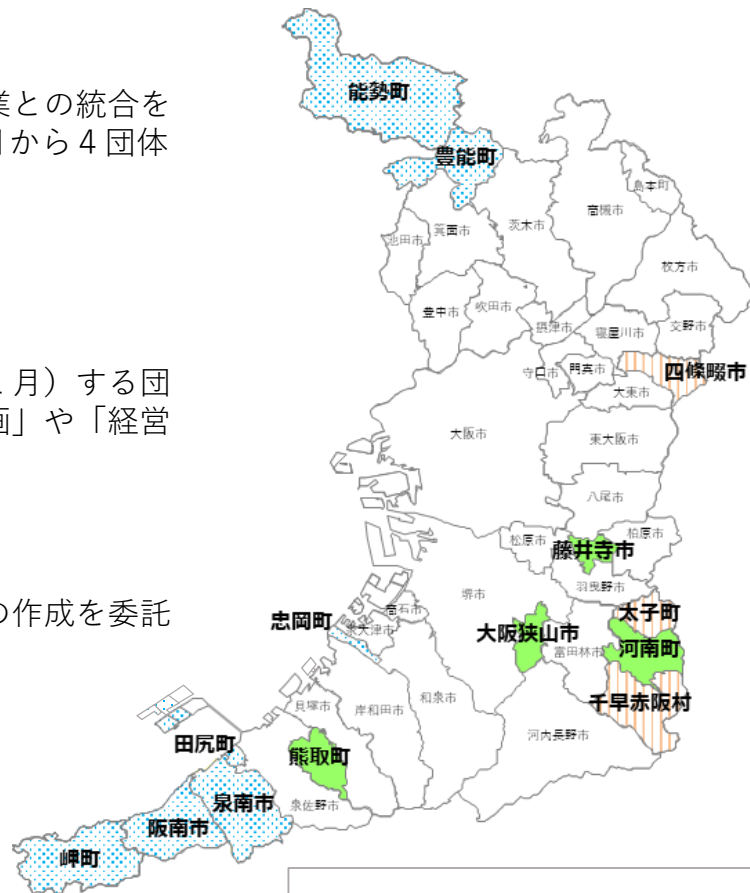 業との統合を
から4団体
月）する団
画」や「経営
の作成を委託
能勢町
豊能町
島本町
高槻市
茨木市
箕面市
池田市
枚方市
豊中市
吹田市
摂津市
寝屋川市
交野市
守口市
門真市
四條畷市
大東市
大阪市
東大阪市
八尾市
松原市
藤井寺市
柏原市
羽曳野市
堺市
忠岡町
高石市
泉大津市
大阪狭山市
富田林市
太子町
河南町
千早赤阪村
貝塚市
岸和田市
和泉市
河内長野市
田尻町
熊取町
泉佐野市
泉南市
阪南市
岬町